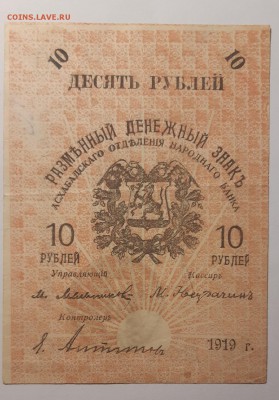 COINS.LAVE.RU
10 10
ДЕСЯТЬ РУБЛЕЙ
РАЗМѢННЫЙ ДЕНЕЖНЫЙ ЗНАКЪ
АСХАБАДСКАГО ОТДѢЛЕНІЯ НАРОДНАГО БАНКА
10 10
РУБЛЕЙ РУБЛЕЙ
Управляющій Кассиръ
Контролеръ
1919 г.